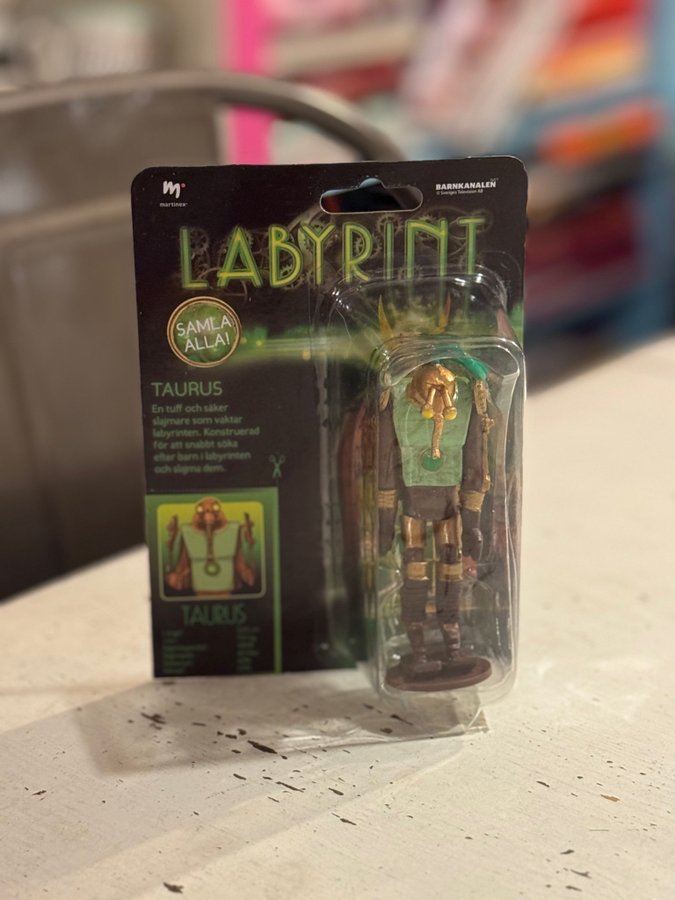 martinex
BARNKANALEN
© Sveriges Television AB
LABYRINT
SAMLA
ALLA!
TAURUS
En tuff och säker
slajmare som vaktar
labyrinten. Konstruerad
för att snabbt söka
efter barn i labyrinten
och slajma dem.
TAURUS